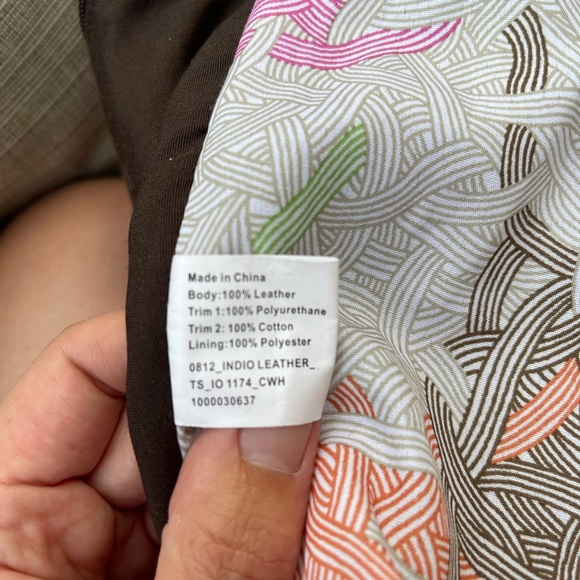 Made in China
Body:100% Leather
Trim 1:100% Polyurethane
Trim 2: 100% Cotton
Lining:100% Polyester
0812_INDIO LEATHER_
TS_IO 1174_CWH
1000030637